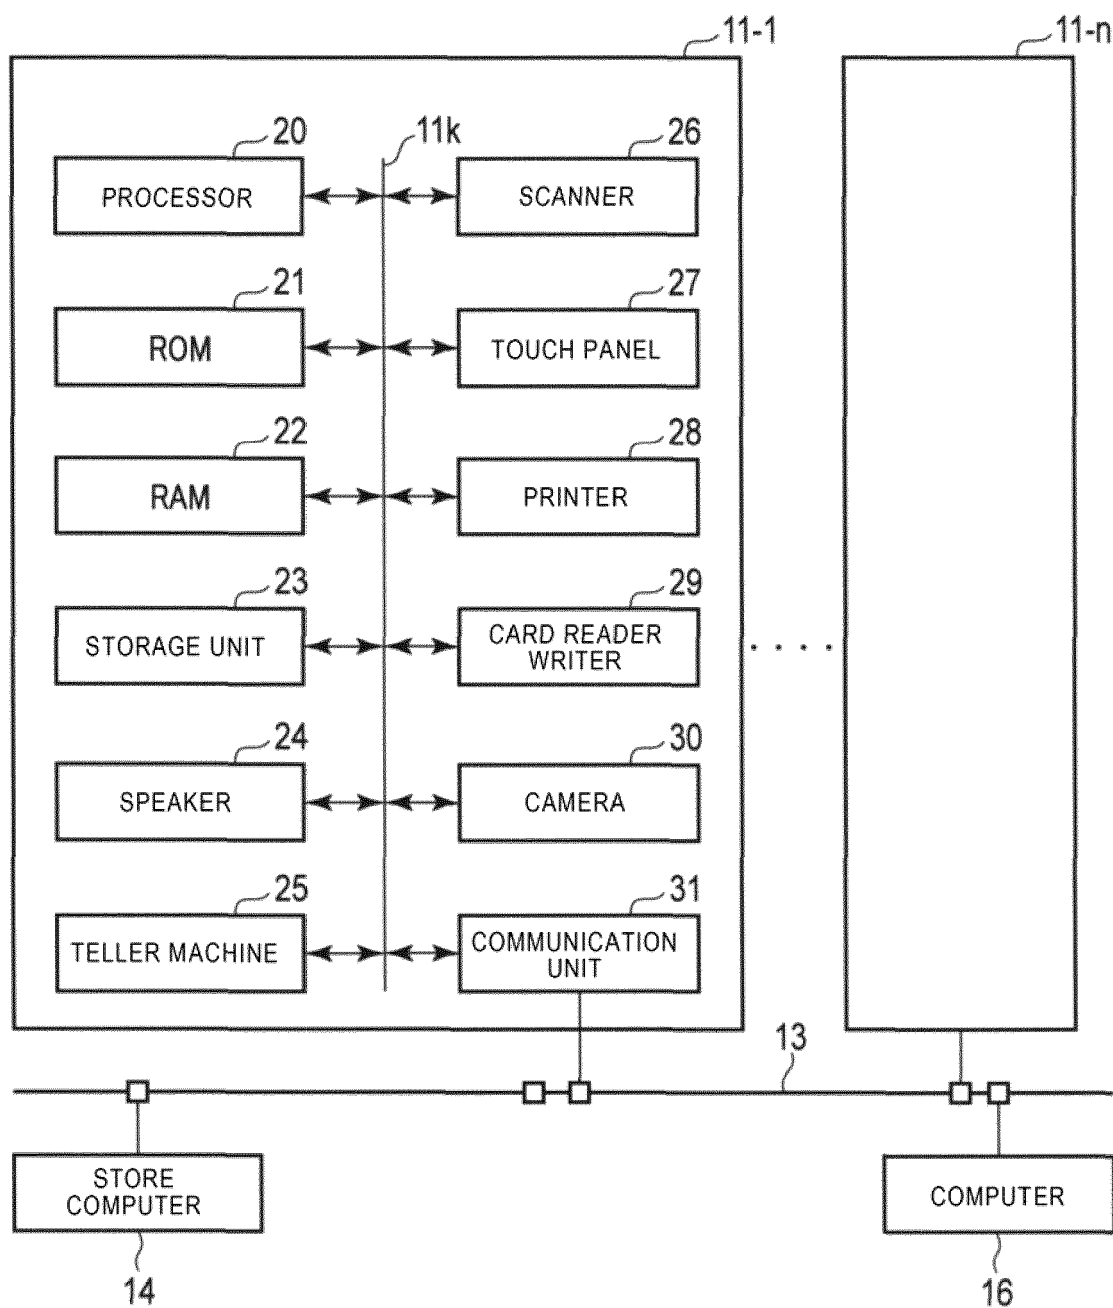 11-1
11-n
20
11k
26
PROCESSOR
SCANNER
21
27
ROM
TOUCH PANEL
22
28
RAM
PRINTER
23
29
STORAGE UNIT
CARD READER
WRITER
24
30
SPEAKER
CAMERA
25
31
TELLER MACHINE
COMMUNICATION
UNIT
13
STORE
COMPUTER
COMPUTER
14
16